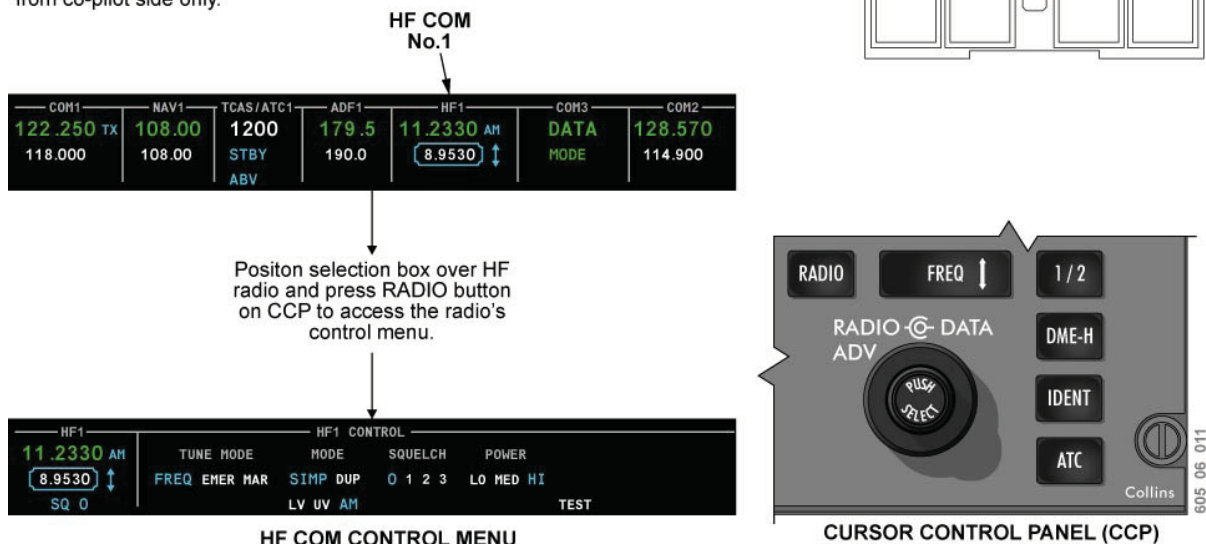 from co-pilot side only.
HF COM
No.1
COM1 NAV1 TCAS/ATC1 ADF1 HF1 COM3 COM2
122.250 TX 108.00 1200 179.5 11.2330 AM DATA 128.570
118.000 108.00 STBY 190.0 8.9530 MODE 114.900
ABV
Positon selection box over HF
radio and press RADIO button
on CCP to access the radio's
control menu.
HF1 HF1 CONTROL
11.2330 AM TUNE MODE MODE SQUELCH POWER
8.9530 FREQ EMER MAR SIMP DUP 0 1 2 3 LO MED HI
SQ 0 LV UV AM TEST
HF COM CONTROL MENU
RADIO FREQ 1/2
RADIO DATA
ADV
DME-H
PUSH
SELECT
IDENT
ATC
Collins
CURSOR CONTROL PANEL (CCP)
605 06 011